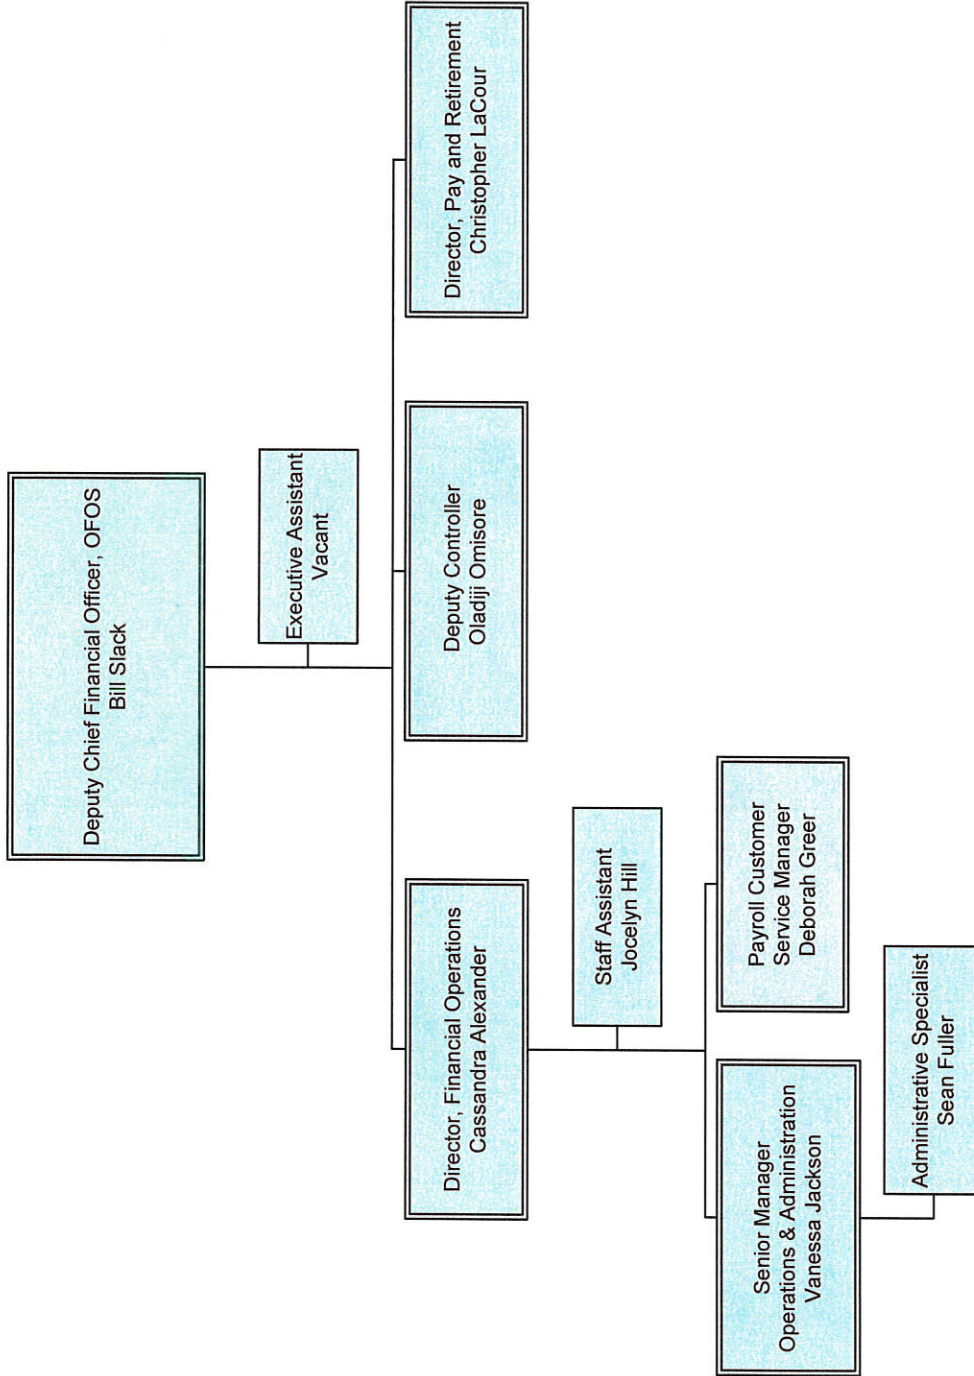 Deputy Chief Financial Officer, OFOS
Bill Slack
Executive Assistant
Vacant
Director, Financial Operations
Cassandra Alexander
Deputy Controller
Oladiji Omisore
Director, Pay and Retirement
Christopher LaCour
Staff Assistant
Jocelyn Hill
Senior Manager
Operations & Administration
Vanessa Jackson
Payroll Customer
Service Manager
Deborah Greer
Administrative Specialist
Sean Fuller